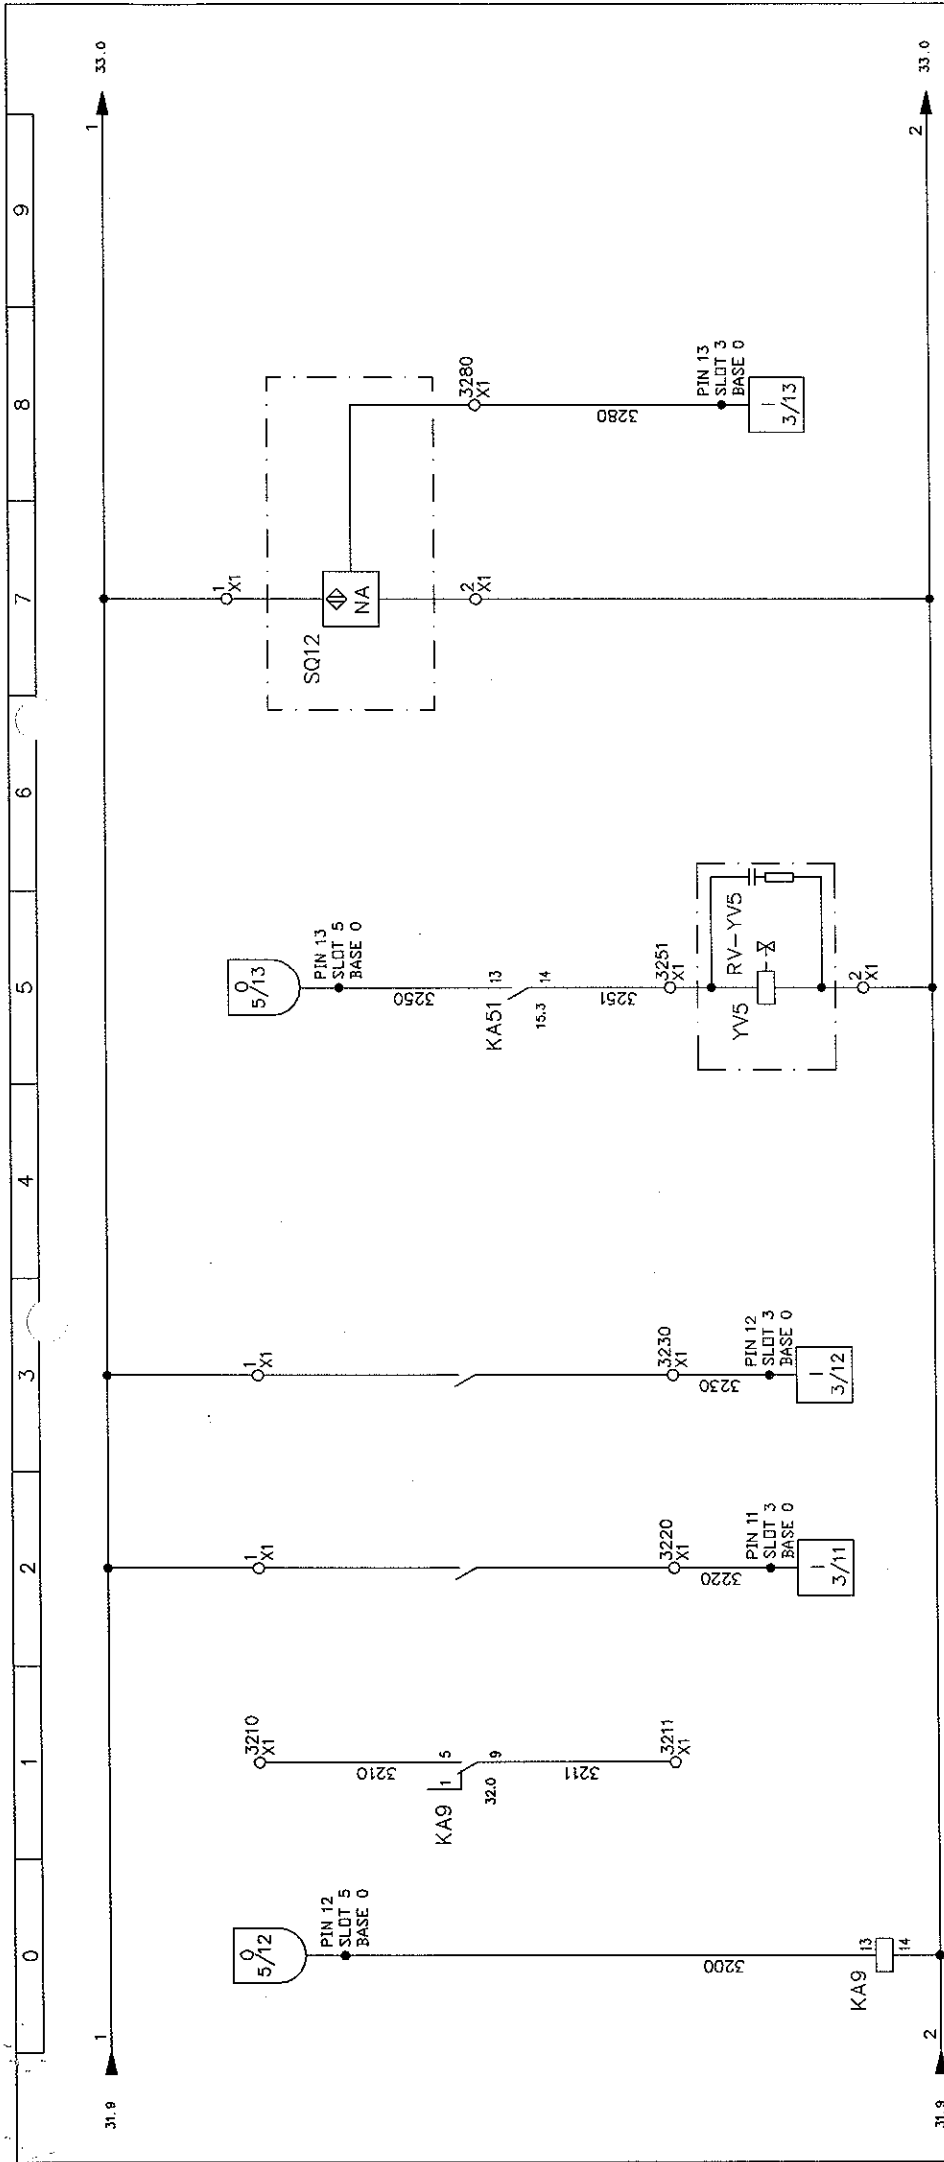 0 1 2 3 4 5 6 7 8 9
31.9
1
1
33.0
O
5/12
PIN 12
SLOT 5
BASE 0
3200
KA9
13
14
3210
X1
3210
KA9
1
5
9
32.0
3211
3211
X1
1
X1
3220
X1
3220
PIN 11
SLOT 3
BASE 0
I
3/11
1
X1
3230
X1
3230
PIN 12
SLOT 3
BASE 0
I
3/12
O
5/13
PIN 13
SLOT 5
BASE 0
3250
KA51
13
14
15.3
3251
3251
X1
YV5
RV-YV5
2
X1
1
X1
SQ12
NA
2
X1
3280
X1
3280
PIN 13
SLOT 3
BASE 0
I
3/13
31.9
2
2
33.0